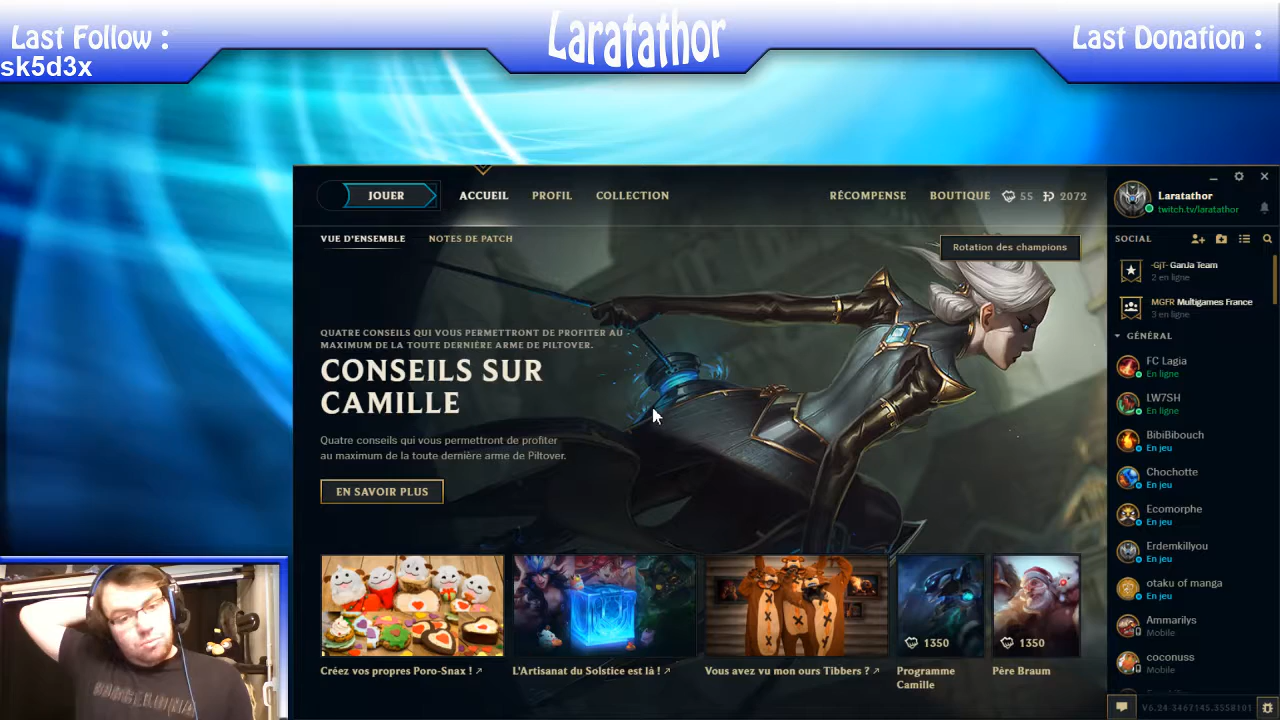 Last Follow :
sk5d3x
Laratathor
Last Donation :
JOUER
ACCUEIL
PROFIL
COLLECTION
RÉCOMPENSE
BOUTIQUE
55
2072
Laratathor
twitch.tv/laratathor
VUE D'ENSEMBLE
NOTES DE PATCH
Rotation des champions
QUATRE CONSEILS QUI VOUS PERMETTRONT DE PROFITER AU
MAXIMUM DE LA TOUTE DERNIÈRE ARME DE PILTOVER.
CONSEILS SUR
CAMILLE
Quatre conseils qui vous permettront de profiter
au maximum de la toute dernière arme de Piltover.
EN SAVOIR PLUS
Créez vos propres Poro-Snax !
L'Artisanat du Solstice est là !
Vous avez vu mon ours Tibbers ?
1350
Programme
Camille
1350
Père Braum
SOCIAL
-GjT- GanJa Team
2 en ligne
MGFR Multigames France
3 en ligne
GÉNÉRAL
FC Lagia
En ligne
LW7SH
En ligne
BibiBibouch
En jeu
Chochotte
En jeu
Ecomorphe
En jeu
Erdemkillyou
En jeu
otaku of manga
En jeu
Ammarilys
Mobile
coconuss
Mobile
V6.24-3467145.3558101